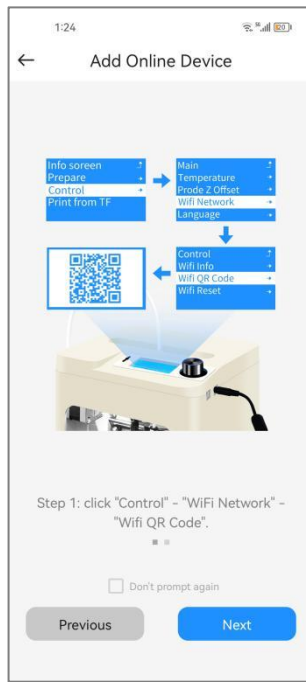 1:24
Add Online Device
Info soreen
Prepare
Control
Print from TF
Main
Temperature
Prode Z Offset
Wifi Network
Language
Control
Wifi Info
Wifi QR Code
Wifi Reset
Step 1: click "Control" - "WiFi Network" -
"Wifi QR Code".
Don't prompt again
Previous
Next